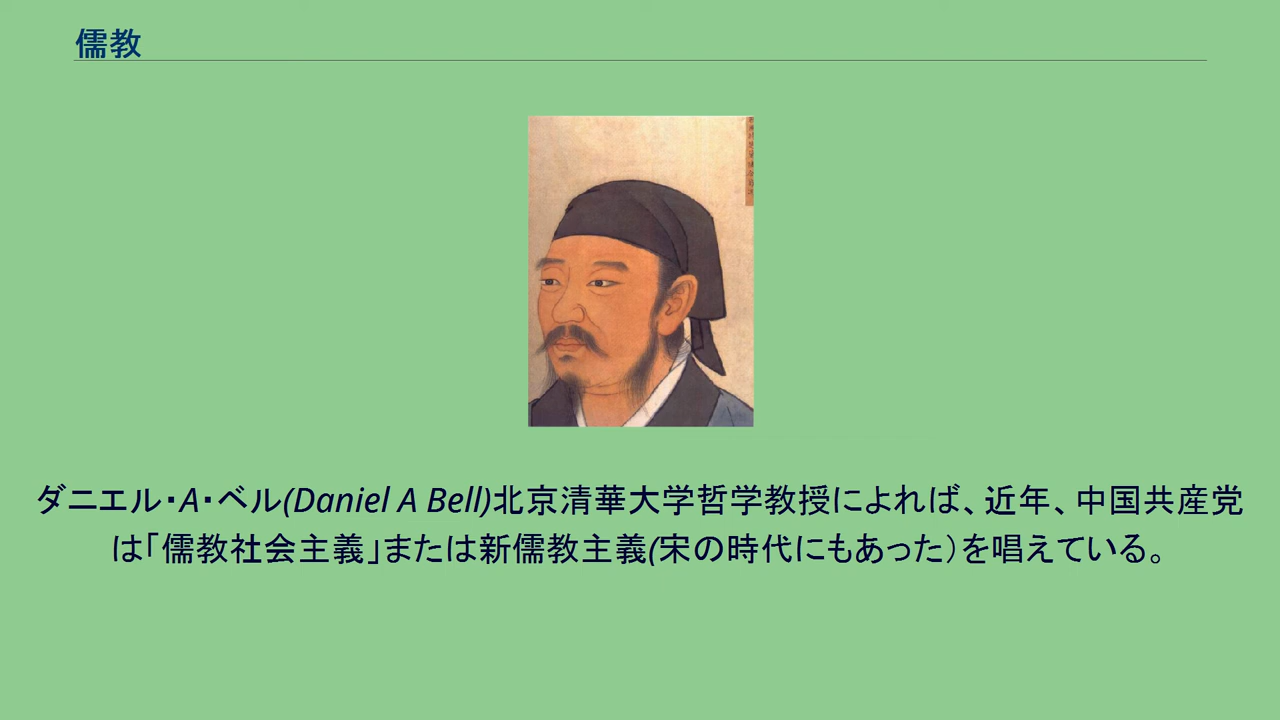 儒教
ダニエル・A・ベル(Daniel A Bell)北京清華大学哲学教授によれば、近年、中国共産党
は「儒教社会主義」または新儒教主義(宋の時代にもあった）を唱えている。